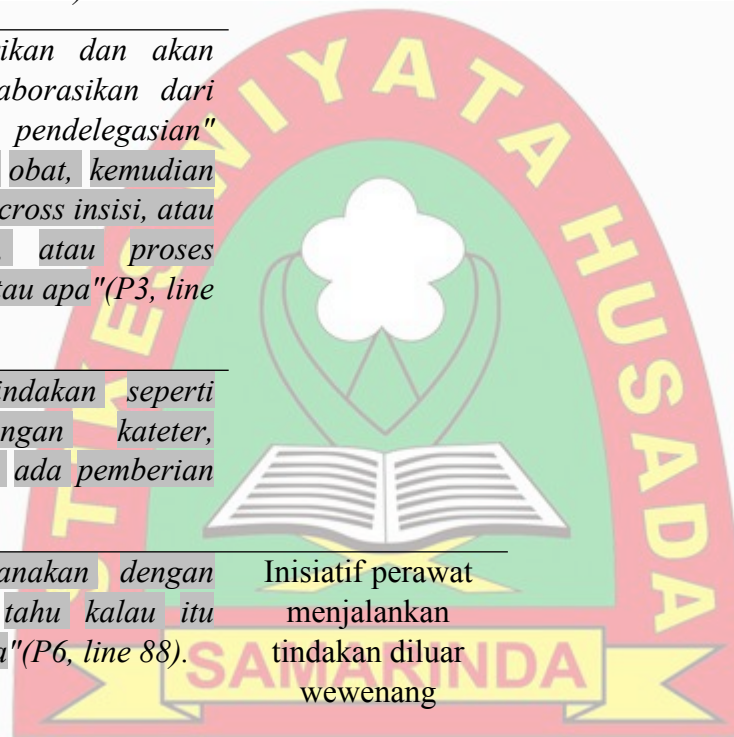 ikan dan akan
aborasikan dari
pendelegasian"
obat, kemudian
cross insisi, atau
atau proses
tau apa"(P3, line
indakan seperti
ngan kateter,
ada pemberian
anakan dengan
tahu kalau itu
a"(P6, line 88).
Inisiatif perawat
menjalankan
tindakan diluar
wewenang
WIYATA HUSADA
SAMARINDA